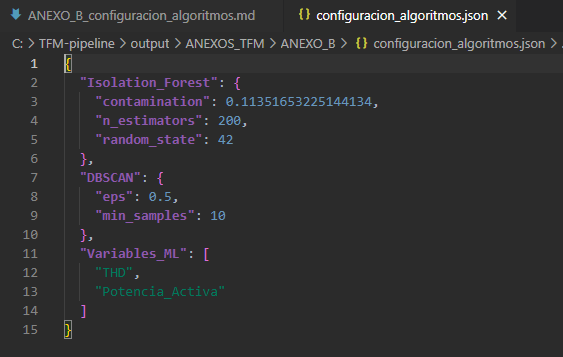 ANEXO_B_configuracion_algoritmos.md
{} configuracion_algoritmos.json ×
C: > TFM-pipeline > output > ANEXOS_TFM > ANEXO_B > {} configuracion_algoritmos.json >
1 {
2 "Isolation_Forest": {
3 "contamination": 0.11351653225144134,
4 "n_estimators": 200,
5 "random_state": 42
6 },
7 "DBSCAN": {
8 "eps": 0.5,
9 "min_samples": 10
10 },
11 "Variables_ML": [
12 "THD",
13 "Potencia_Activa"
14 ]
15 }